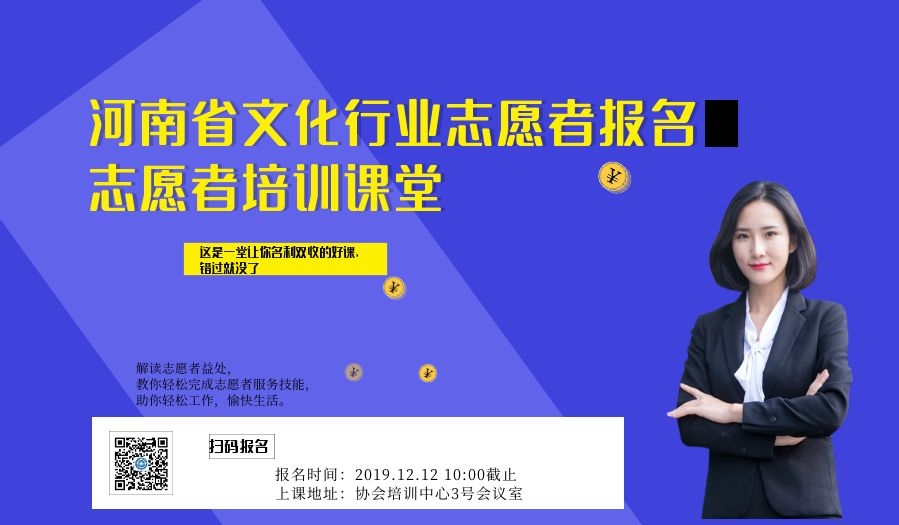 河南省文化行业志愿者报名
志愿者培训课堂
这是一堂让你名利双收的好课,
错过就没了
解读志愿者益处，
教你轻松完成志愿者服务技能，
助你轻松工作，愉快生活。
扫码报名
报名时间：2019.12.12 10:00截止
上课地址：协会培训中心3号会议室